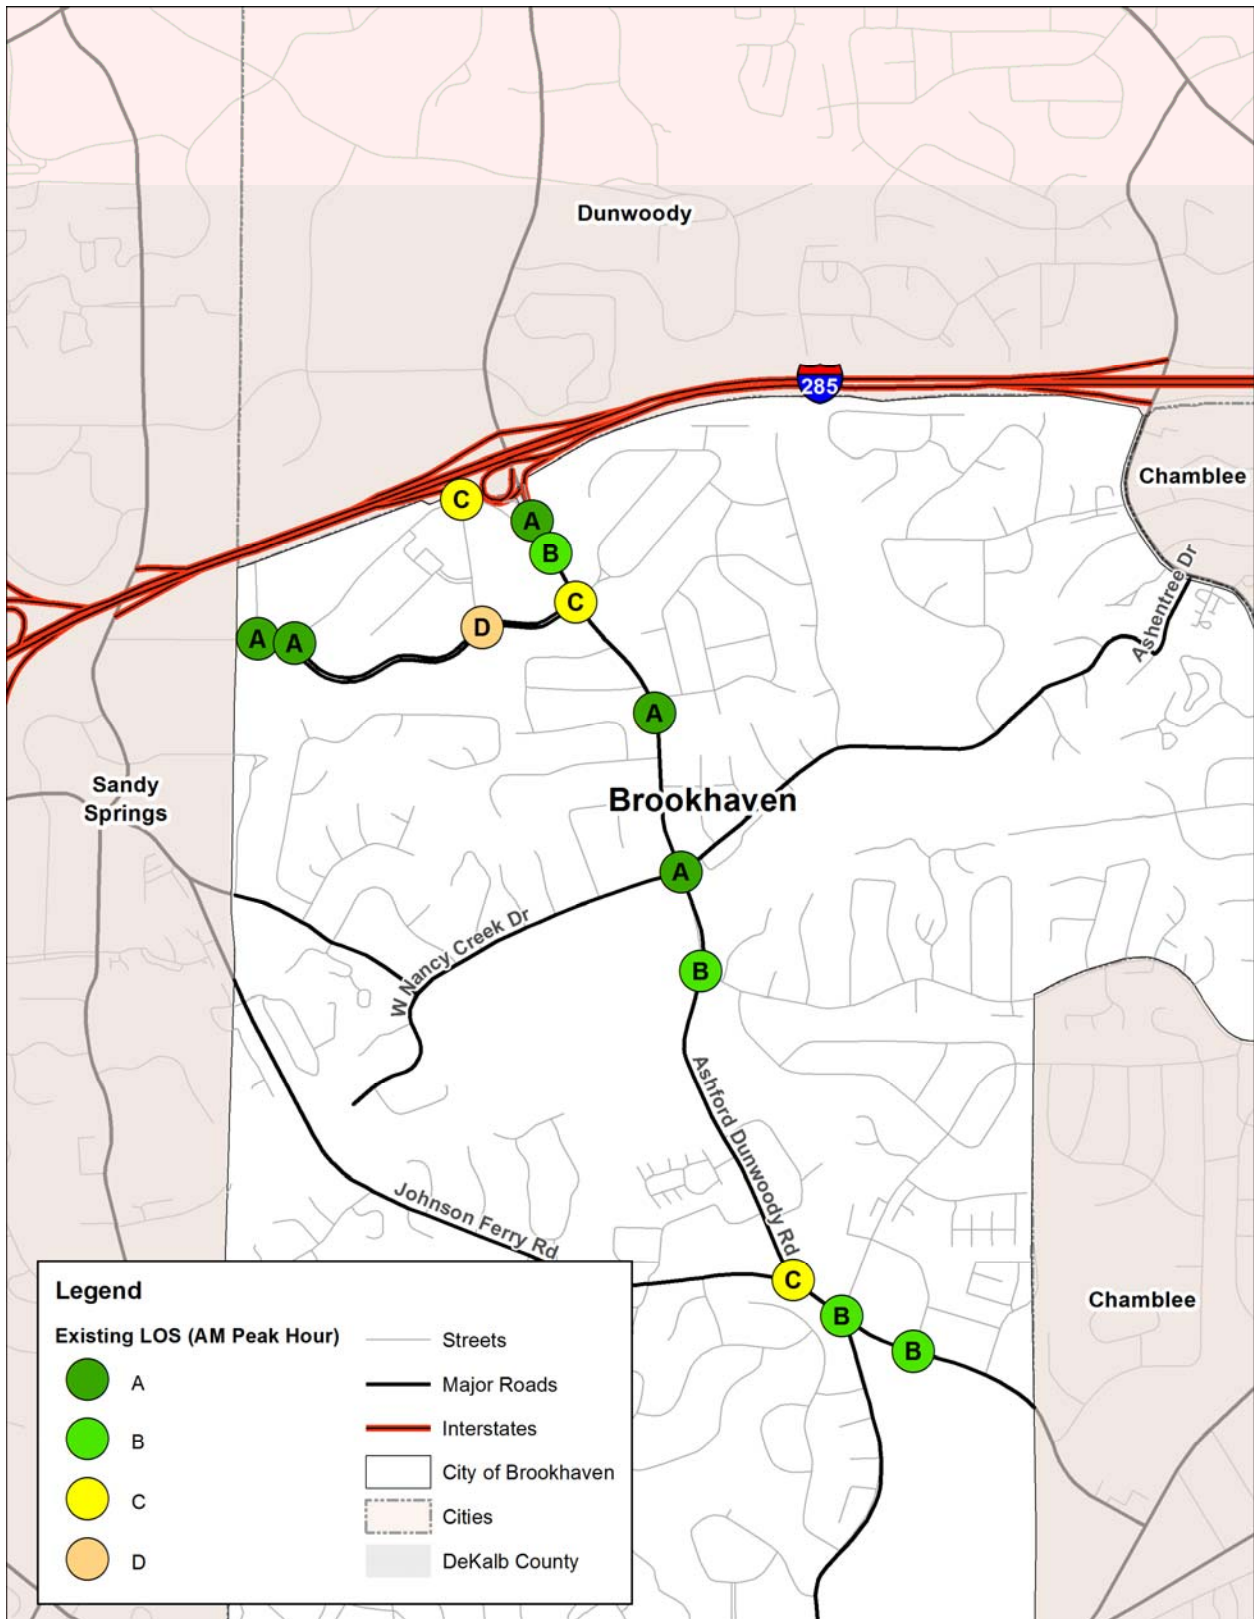 Dunwoody
285
Chamblee
C
A
B
C
D
A
A
Ashentree Dr
A
Sandy
Springs
Brookhaven
A
W Nancy Creek Dr
B
Ashford Dunwoody Rd
Johnson Ferry Rd
C
B
B
Chamblee
Legend
Existing LOS (AM Peak Hour)
A
B
C
D
Streets
Major Roads
Interstates
City of Brookhaven
Cities
DeKalb County